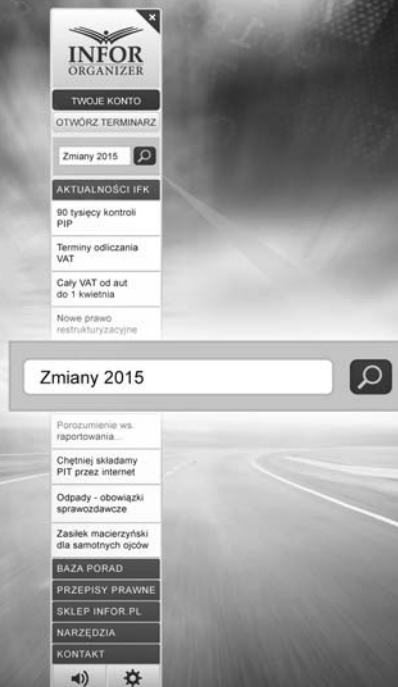 INFOR
ORGANIZER
TWOJE KONTO
OTWÓRZ TERMINARZ
Zmiany 2015
AKTUALNOŚCI IFK
90 tysięcy kontroli
PIP
Terminy odliczania
VAT
Cały VAT od aut
do 1 kwietnia
Nowe prawo
restrukturyzacyjne
Zmiany 2015
Porozumienie ws.
raportowania...
Chętniej składamy
PIT przez internet
Odpady - obowiązki
sprawozdawcze
Zasiłek macierzyński
dla samotnych ojców
BAZA PORAD
PRZEPISY PRAWNE
SKLEP INFOR.PL
NARZĘDZIA
KONTAKT